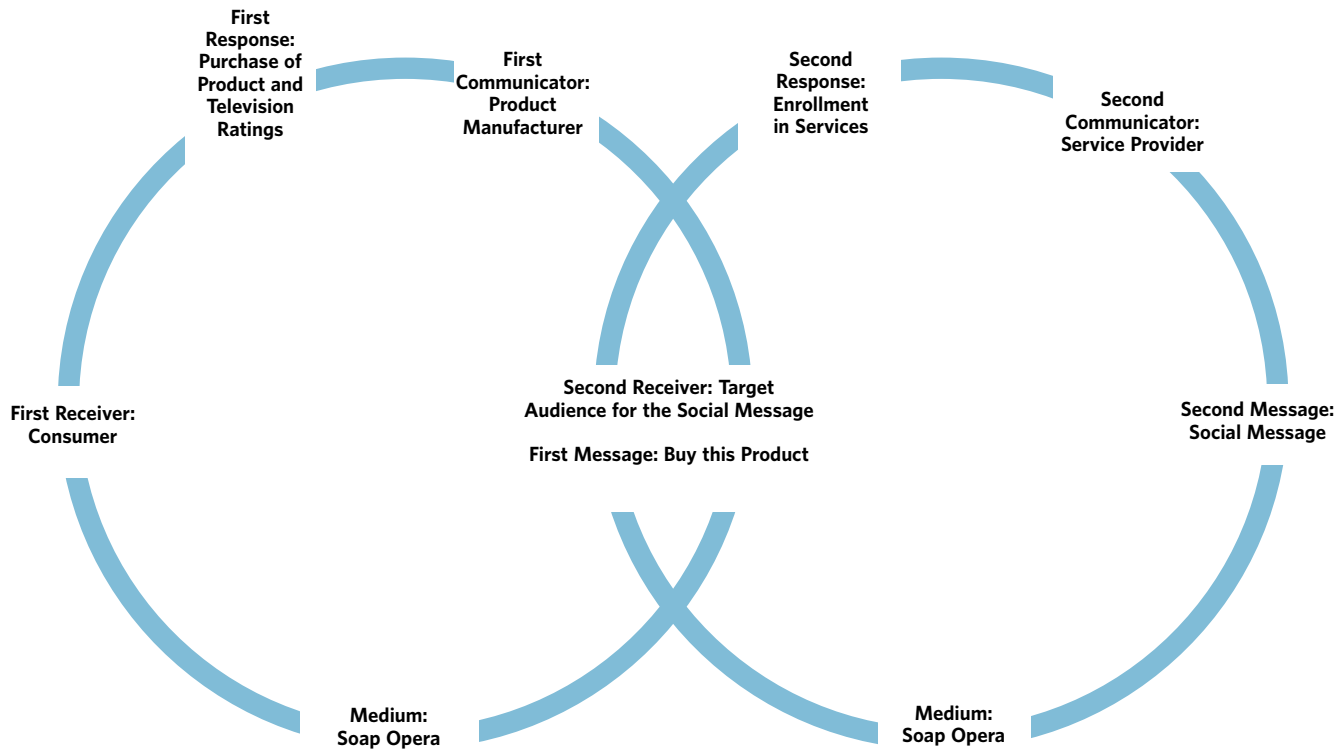 First
Response:
Purchase of
Product and
Television
Ratings
First
Communicator:
Product
Manufacturer
Second
Response:
Enrollment
in Services
Second
Communicator:
Service Provider
First Receiver:
Consumer
Second Receiver: Target
Audience for the Social Message
First Message: Buy this Product
Second Message:
Social Message
Medium:
Soap Opera
Medium:
Soap Opera